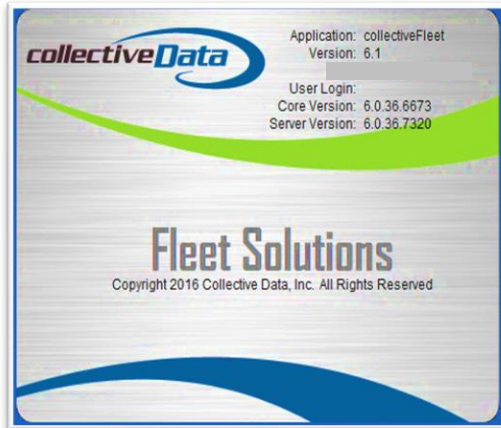 collectiveData
Application: collectiveFleet
Version: 6.1
User Login:
Core Version: 6.0.36.6673
Server Version: 6.0.36.7320
Fleet Solutions
Copyright 2016 Collective Data, Inc. All Rights Reserved